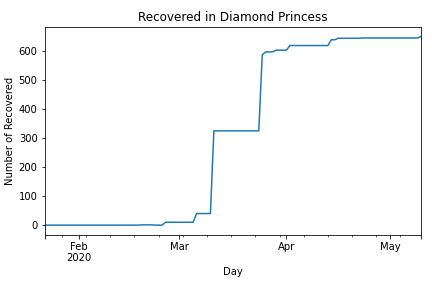 Recovered in Diamond Princess
Number of Recovered
600
500
400
300
200
100
0
Feb
2020
Mar
Apr
May
Day